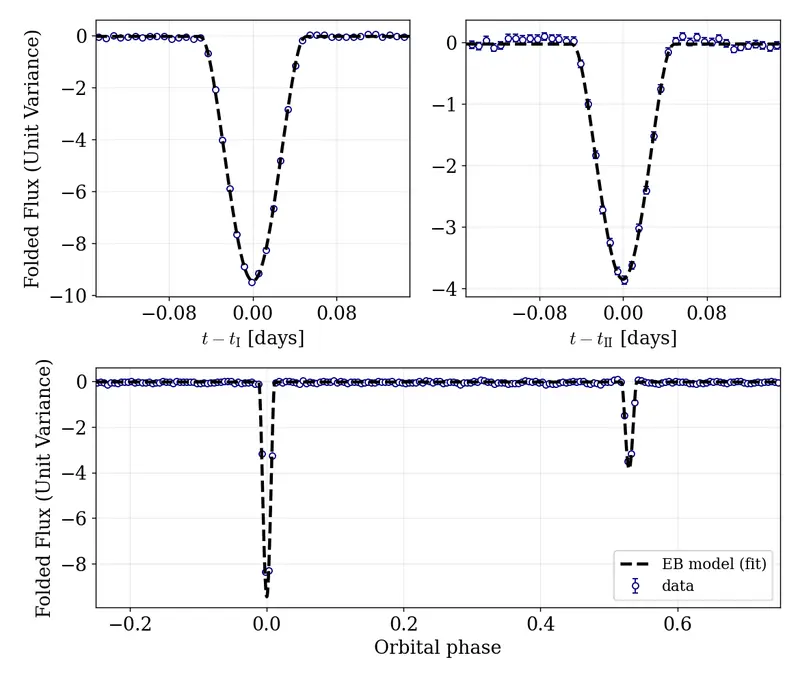 Folded Flux (Unit Variance)
0
−2
−4
−6
−8
−10
−0.08 0.00 0.08
t − tI [days]
0
−1
−2
−3
−4
−0.08 0.00 0.08
t − tII [days]
Folded Flux (Unit Variance)
0
−2
−4
−6
−8
−0.2 0.0 0.2 0.4 0.6
Orbital phase
EB model (fit)
data